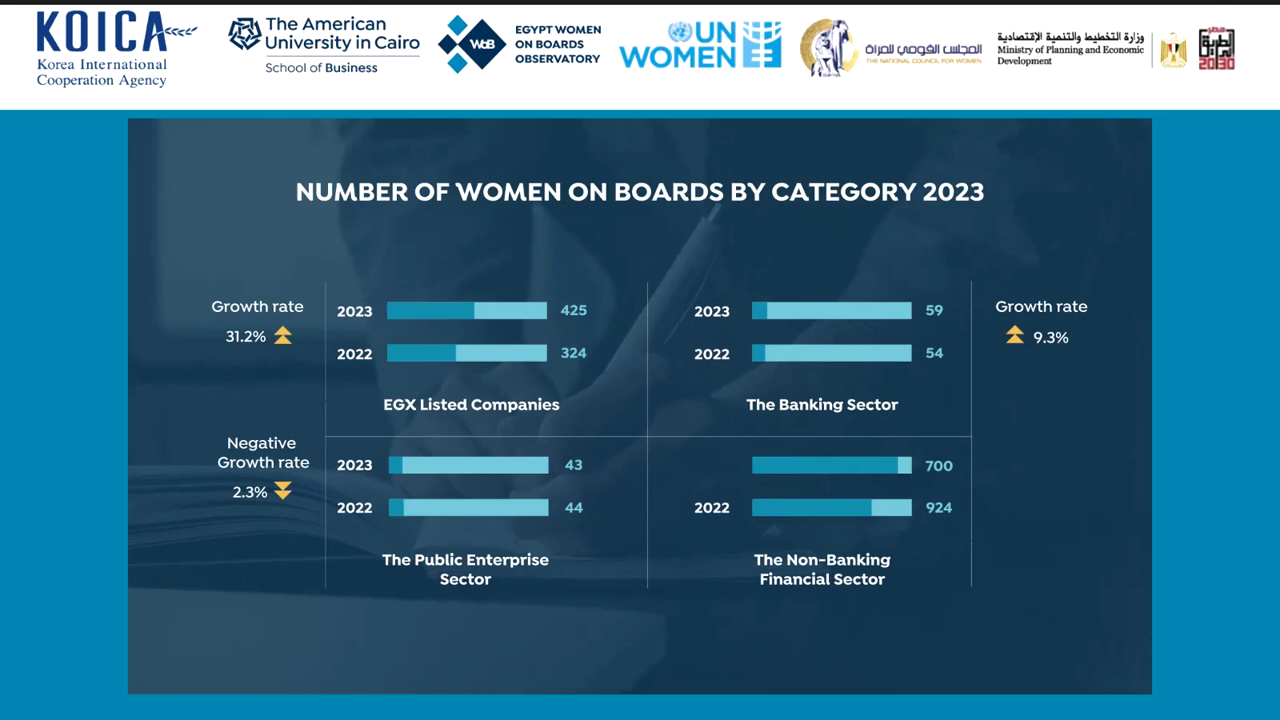 KOICA
Korea International
Cooperation Agency
The American
University in Cairo
School of Business
WoB
EGYPT WOMEN
ON BOARDS
OBSERVATORY
UN
WOMEN
المجلس القومي للمرأة
THE NATIONAL COUNCIL FOR WOMEN
وزارة التخطيط والتنمية الإقتصادية
Ministry of Planning and Economic
Development
مصر
2030
NUMBER OF WOMEN ON BOARDS BY CATEGORY 2023
Growth rate
31.2%
2023 425
2022 324
EGX Listed Companies
2023 59
2022 54
The Banking Sector
Growth rate
9.3%
Negative
Growth rate
2.3%
2023 43
2022 44
The Public Enterprise
Sector
700
2022 924
The Non-Banking
Financial Sector